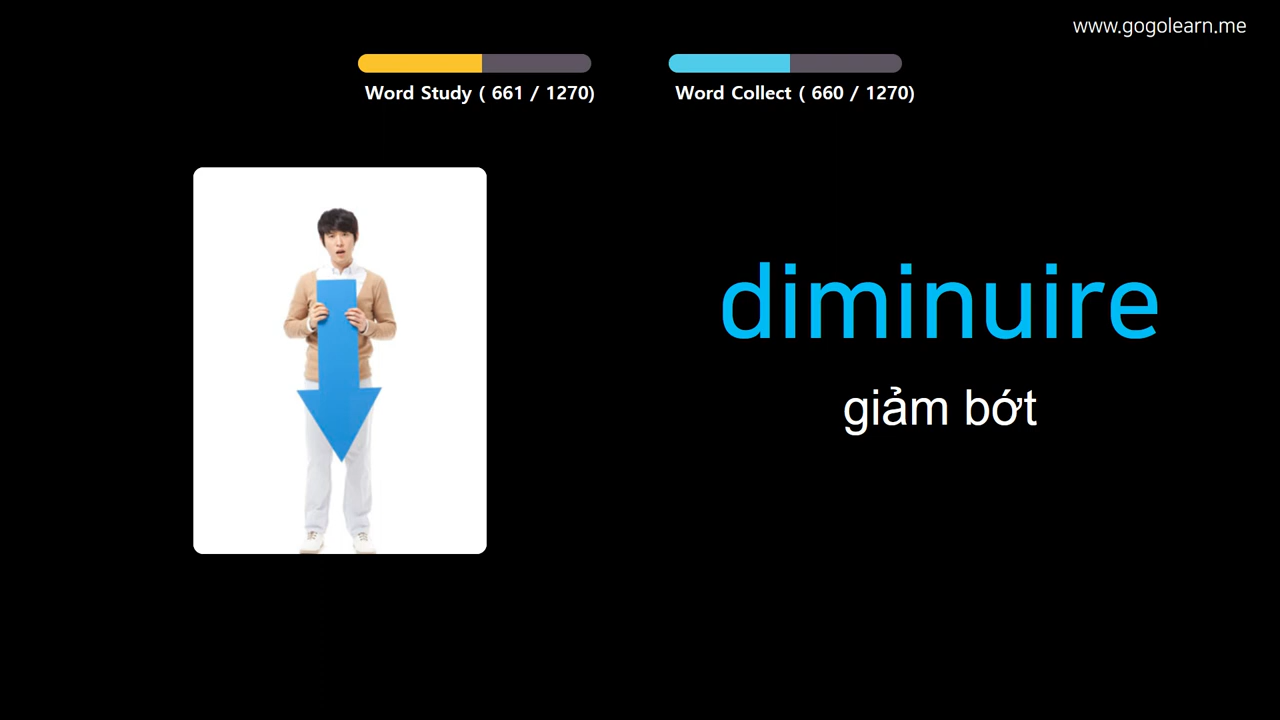 www.gogolearn.me
Word Study ( 661 / 1270)
Word Collect ( 660 / 1270)
diminuire
giảm bớt